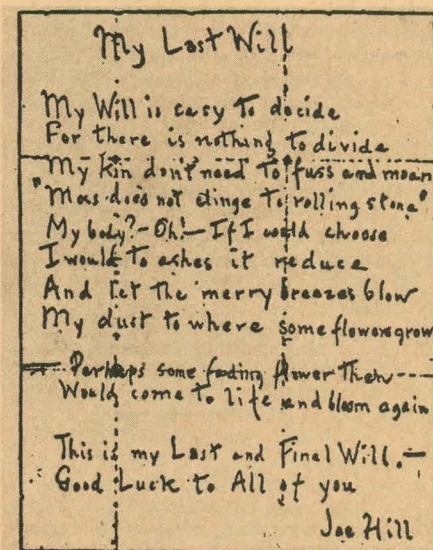 My Last Will
My Will is easy to decide
For there is nothing to divide
My kin don't need to fuss and moan
"Moss does not clinge to rolling stone"
My body? - Oh! - If I could choose
I would to ashes it reduce
And let the merry breezes blow
My dust to where some flowers grow
Perhaps some fading flower then
Would come to life and bloom again
This is my Last and Final Will. -
Good Luck to All of you
Joe Hill